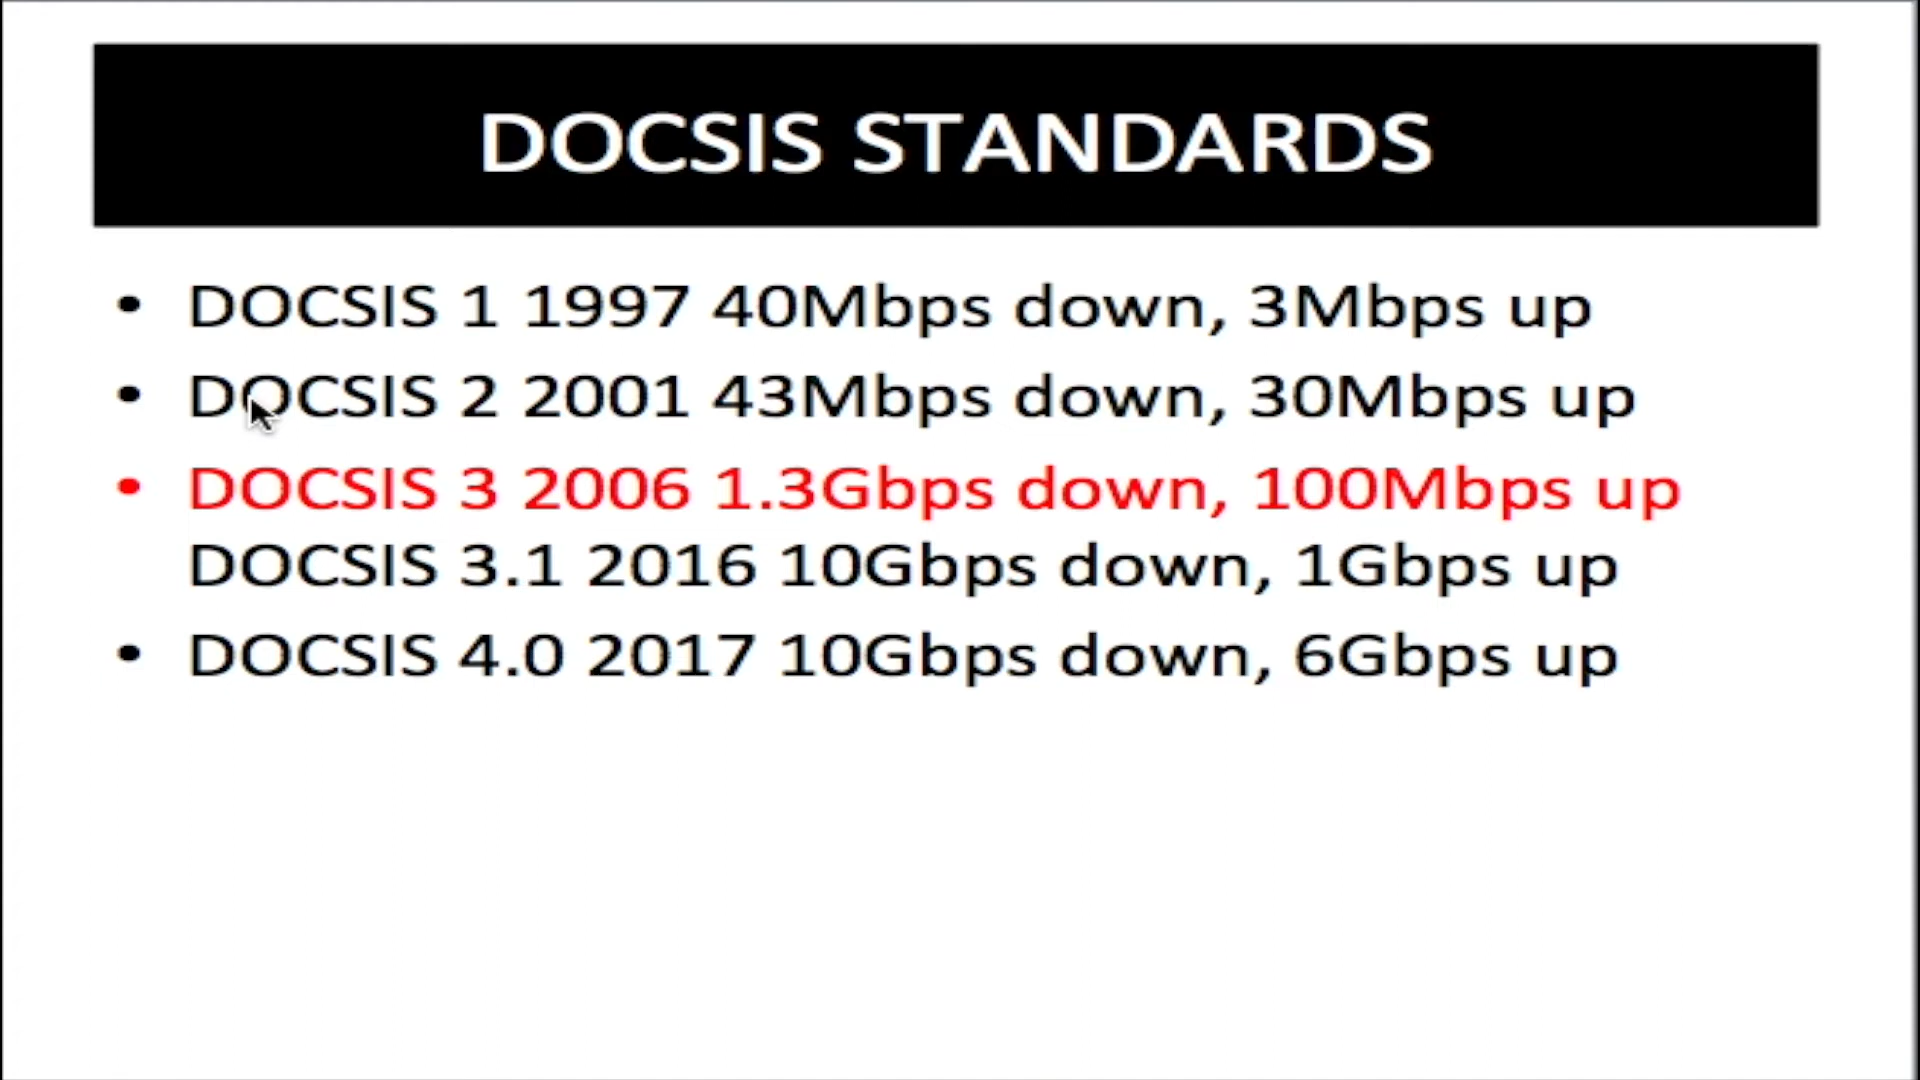 DOCSIS STANDARDS
• DOCSIS 1 1997 40Mbps down, 3Mbps up
• DOCSIS 2 2001 43Mbps down, 30Mbps up
• DOCSIS 3 2006 1.3Gbps down, 100Mbps up
DOCSIS 3.1 2016 10Gbps down, 1Gbps up
• DOCSIS 4.0 2017 10Gbps down, 6Gbps up